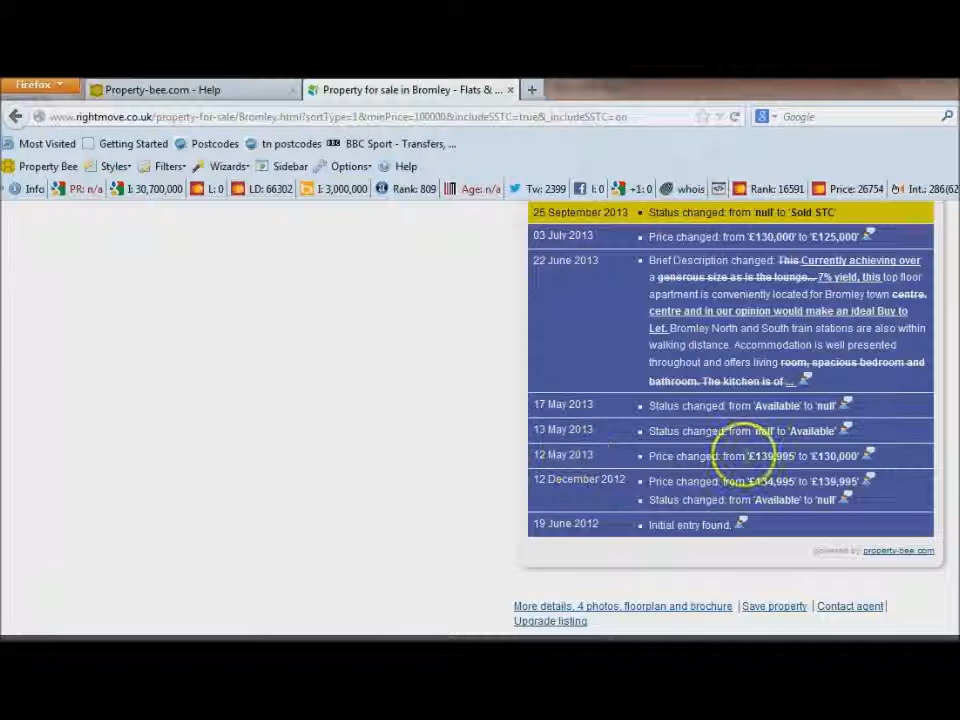 Firefox
Property-bee.com - Help
Property for sale in Bromley - Flats & ...
www.rightmove.co.uk/property-for-sale/Bromley.html?sortType=1&minPrice=100000&includeSSTC=true&_includeSSTC=on
Google
Most Visited Getting Started Postcodes tn postcodes BBC Sport - Transfers, ...
Property Bee Styles Filters Wizards Sidebar Options Help
Info PR: n/a I: 30,700,000 L: 0 LD: 66302 I: 3,000,000 Rank: 809 Age: n/a Tw: 2399 I: 0 +1: 0 whois Rank: 16591 Price: 26754 Int.: 286(62
25 September 2013 Status changed: from 'null' to 'Sold STC'
03 July 2013 Price changed: from '£130,000' to '£125,000'
22 June 2013 Brief Description changed: This Currently achieving over
a generous size as is the lounge... 7% yield, this top floor
apartment is conveniently located for Bromley town centre,
centre and in our opinion would make an ideal Buy to
Let. Bromley North and South train stations are also within
walking distance. Accommodation is well presented
throughout and offers living room, spacious bedroom and
bathroom. The kitchen is of ...
17 May 2013 Status changed: from 'Available' to 'null'
13 May 2013 Status changed: from 'null' to 'Available'
12 May 2013 Price changed: from '£139,995' to '£130,000'
12 December 2012 Price changed: from '£134,995' to '£139,995'
Status changed: from 'Available' to 'null'
19 June 2012 Initial entry found.
powered by property-bee.com
More details, 4 photos, floorplan and brochure | Save property | Contact agent |
Upgrade listing